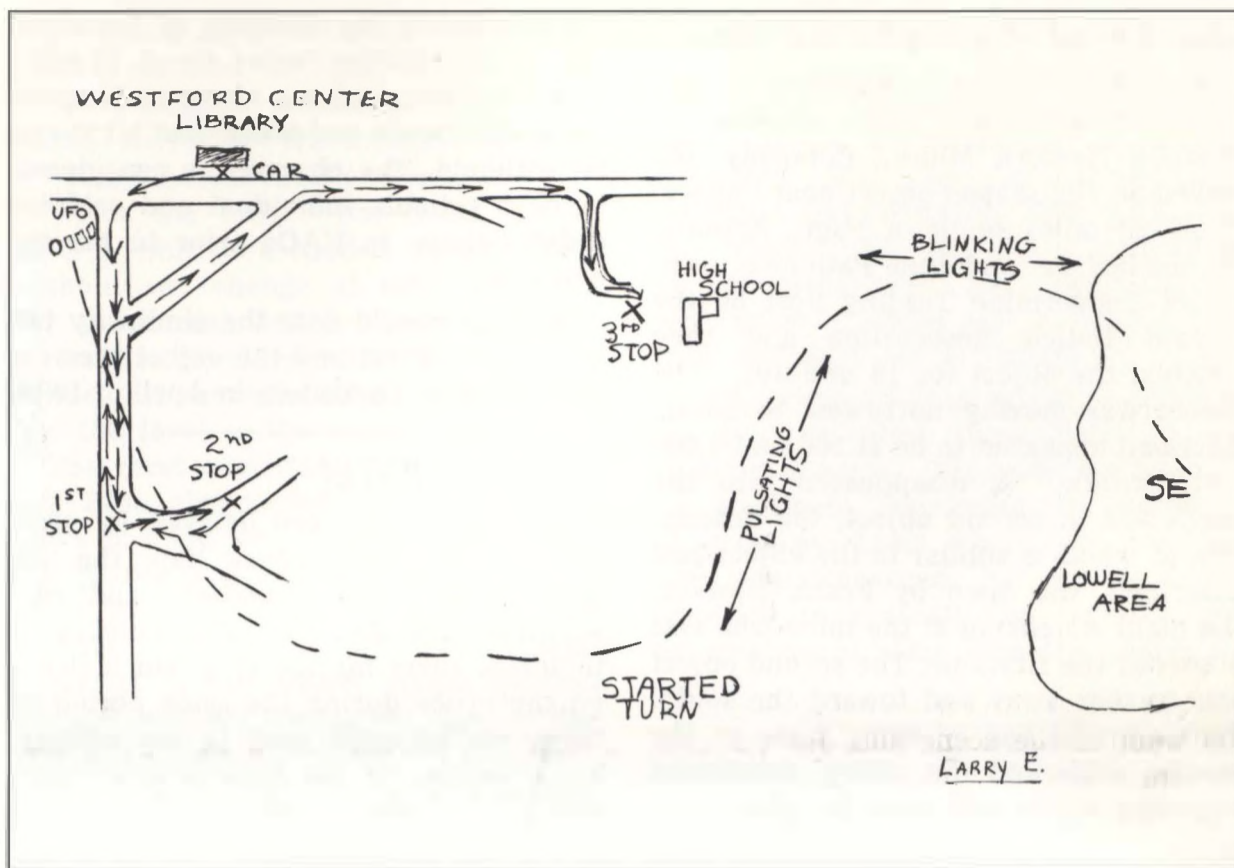 WESTFORD CENTER
LIBRARY
X CAR
UFO
BLINKING
LIGHTS
HIGH
SCHOOL
X
3RD
STOP
PULSATING
LIGHTS
2ND
STOP
X
1ST
STOP X
SE
LOWELL
AREA
STARTED
TURN
LARRY E.